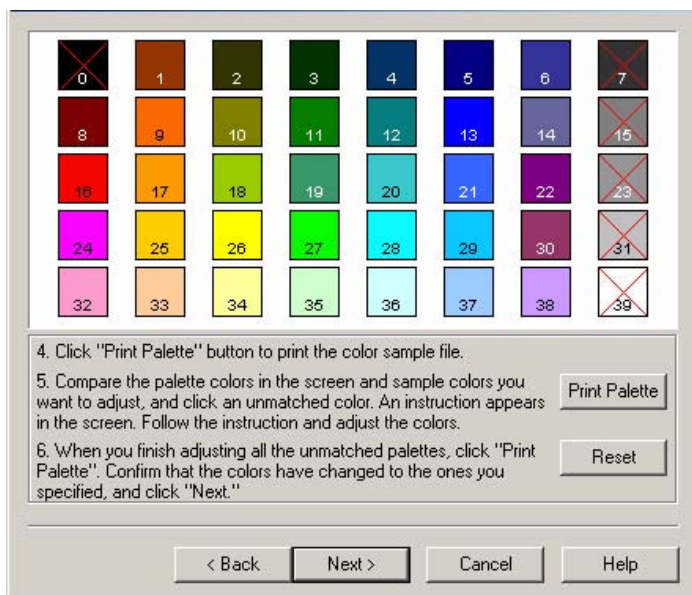 0 1 2 3 4 5 6 7
8 9 10 11 12 13 14 15
16 17 18 19 20 21 22 23
24 25 26 27 28 29 30 31
32 33 34 35 36 37 38 39
4. Click "Print Palette" button to print the color sample file.
5. Compare the palette colors in the screen and sample colors you
want to adjust, and click an unmatched color. An instruction appears
in the screen. Follow the instruction and adjust the colors.
Print Palette
6. When you finish adjusting all the unmatched palettes, click "Print
Palette". Confirm that the colors have changed to the ones you
specified, and click "Next."
Reset
< Back Next > Cancel Help